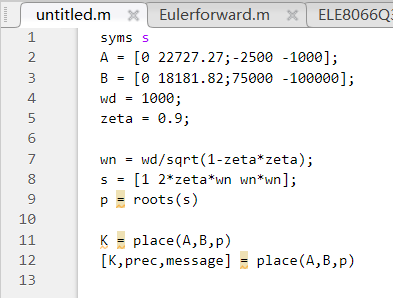 untitled.m × Eulerforward.m × ELE8066Q
1 syms s
2 A = [0 22727.27;-2500 -1000];
3 B = [0 18181.82;75000 -100000];
4 wd = 1000;
5 zeta = 0.9;
6
7 wn = wd/sqrt(1-zeta*zeta);
8 s = [1 2*zeta*wn wn*wn];
9 p = roots(s)
10
11 K = place(A,B,p)
12 [K,prec,message] = place(A,B,p)
13